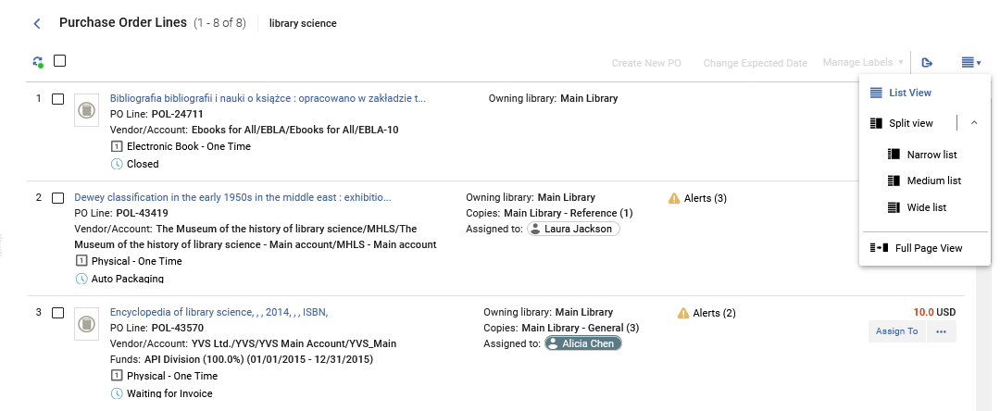 Purchase Order Lines (1 - 8 of 8) library science
Create New PO Change Expected Date Manage Labels
1 Bibliografia bibliografii i nauki o książce : opracowano w zakładzie t... Owning library: Main Library
PO Line: POL-24711
Vendor/Account: Ebooks for All/EBLA/Ebooks for All/EBLA-10
1 Electronic Book - One Time
Closed
List View
Split view
Narrow list
Medium list
Wide list
Full Page View
2 Dewey classification in the early 1950s in the middle east : exhibitio... Owning library: Main Library Alerts (3)
PO Line: POL-43419 Copies: Main Library - Reference (1)
Vendor/Account: The Museum of the history of library science/MHLS/The Assigned to: Laura Jackson
Museum of the history of library science - Main account/MHLS - Main account
1 Physical - One Time
Auto Packaging
3 Encyclopedia of library science, , , 2014, , , ISBN, Owning library: Main Library Alerts (2) 10.0 USD
PO Line: POL-43570 Copies: Main Library - General (3) Assign To ...
Vendor/Account: YVS Ltd./YVS/YVS Main Account/YVS_Main Assigned to: Alicia Chen
Funds: API Division (100.0%) (01/01/2015 - 12/31/2015)
1 Physical - One Time
Waiting for Invoice